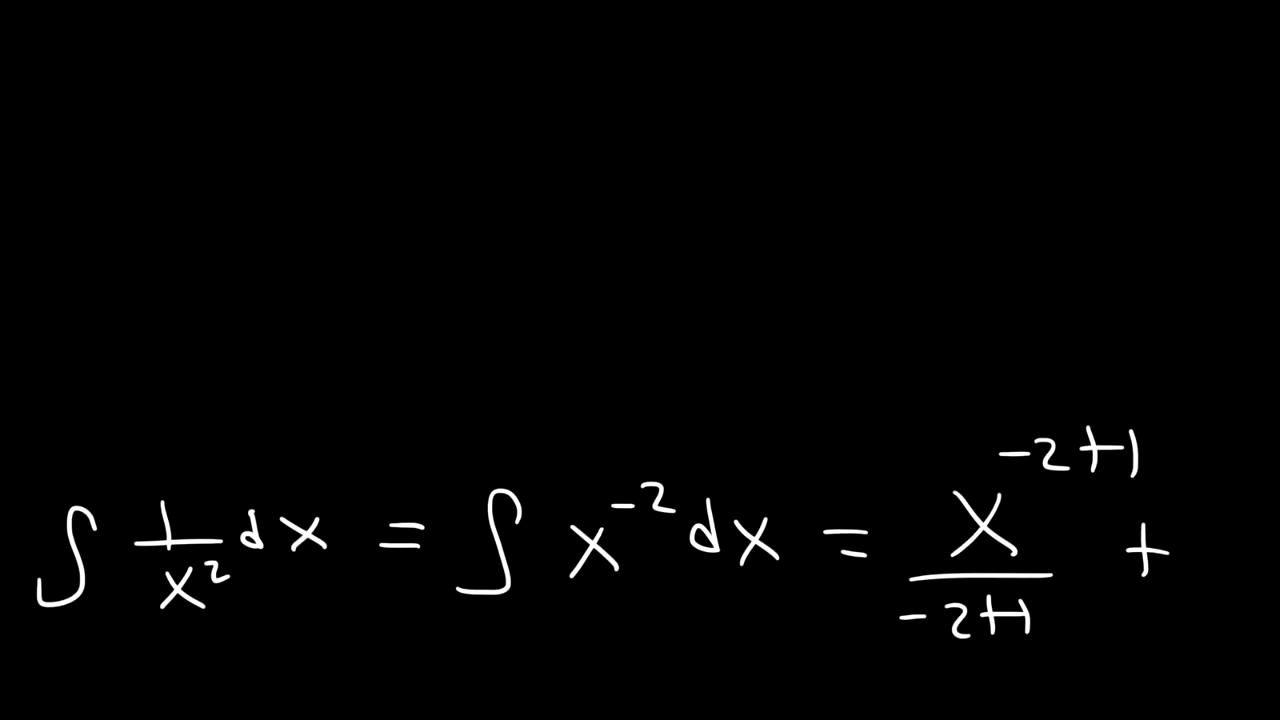 ∫ 1/x² dx = ∫ x⁻² dx = x⁻²⁺¹/-2+1 +